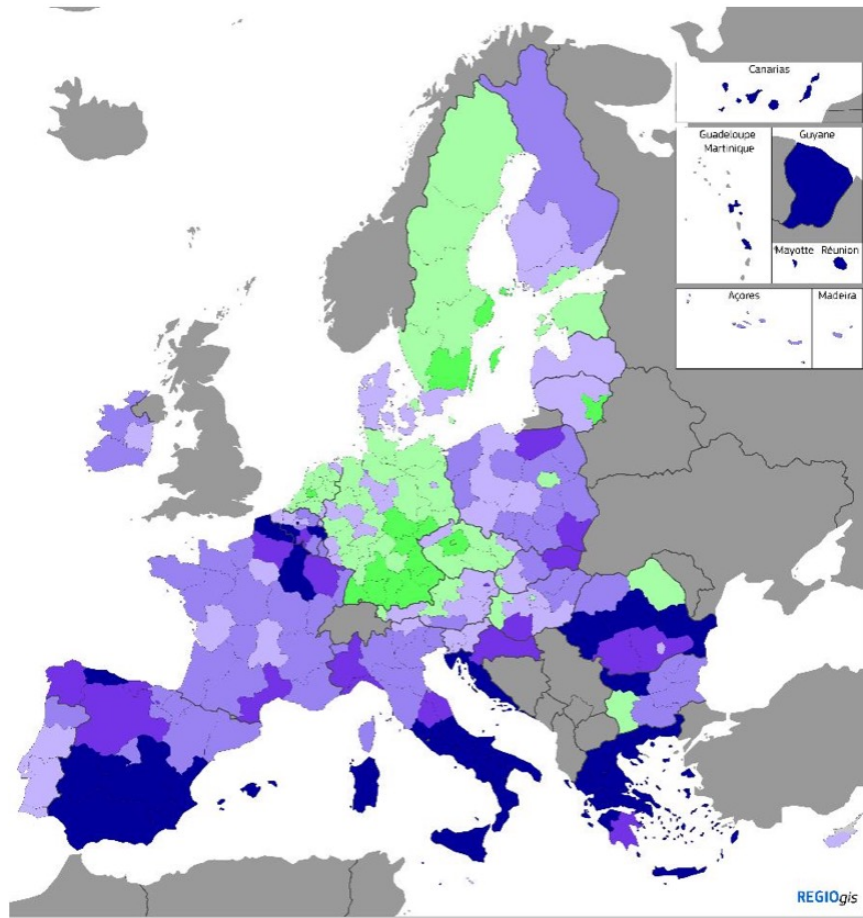 Canarias
Guadeloupe
Martinique
Guyane
Mayotte
Réunion
Açores
Madeira
REGIOgis